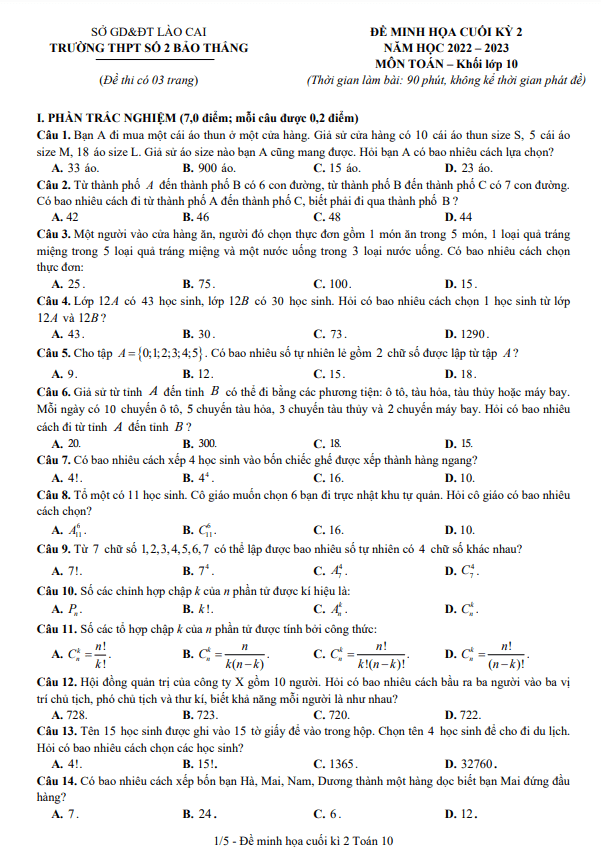 SỞ GD&ĐT LÀO CAI
TRƯỜNG THPT SỐ 2 BẢO THẮNG
(Đề thi có 03 trang)
ĐỀ MINH HỌA CUỐI KỲ 2
NĂM HỌC 2022 – 2023
MÔN TOÁN – Khối lớp 10
(Thời gian làm bài: 90 phút, không kể thời gian phát đề)
I. PHẦN TRẮC NGHIỆM (7,0 điểm; mỗi câu được 0,2 điểm)
Câu 1. Bạn A đi mua một cái áo thun ở một cửa hàng. Giả sử cửa hàng có 10 cái áo thun size S, 5 cái áo
size M, 18 áo size L. Giả sử áo size nào bạn A cũng mang được. Hỏi bạn A có bao nhiêu cách lựa chọn?
A. 33 áo. B. 900 áo. C. 15 áo. D. 23 áo.
Câu 2. Từ thành phố A đến thành phố B có 6 con đường, từ thành phố B đến thành phố C có 7 con đường.
Có bao nhiêu cách đi từ thành phố A đến thành phố C, biết phải đi qua thành phố B ?
A. 42 B. 46 C. 48 D. 44
Câu 3. Một người vào cửa hàng ăn, người đó chọn thực đơn gồm 1 món ăn trong 5 món, 1 loại quả tráng
miệng trong 5 loại quả tráng miệng và một nước uống trong 3 loại nước uống. Có bao nhiêu cách chọn
thực đơn:
A. 25 . B. 75 . C. 100 . D. 15 .
Câu 4. Lớp 12A có 43 học sinh, lớp 12B có 30 học sinh. Hỏi có bao nhiêu cách chọn 1 học sinh từ lớp
12A và 12B ?
A. 43 . B. 30 . C. 73 . D. 1290 .
Câu 5. Cho tập A = {0;1;2;3;4;5} . Có bao nhiêu số tự nhiên lẻ gồm 2 chữ số được lập từ tập A ?
A. 9 . B. 12 . C. 15 . D. 18 .
Câu 6. Giả sử từ tỉnh A đến tỉnh B có thể đi bằng các phương tiện: ô tô, tàu hỏa, tàu thủy hoặc máy bay.
Mỗi ngày có 10 chuyến ô tô, 5 chuyến tàu hỏa, 3 chuyến tàu thủy và 2 chuyến máy bay. Hỏi có bao nhiêu
cách đi từ tỉnh A đến tỉnh B ?
A. 20. B. 300. C. 18. D. 15.
Câu 7. Có bao nhiêu cách xếp 4 học sinh vào bốn chiếc ghế được xếp thành hàng ngang?
A. 4!. B. 4⁴ . C. 16. D. 10.
Câu 8. Tổ một có 11 học sinh. Cô giáo muốn chọn 6 bạn đi trực nhật khu tự quản. Hỏi cô giáo có bao nhiêu
cách chọn?
A. A₁₁⁶ . B. C₁₁⁶ . C. 16. D. 10.
Câu 9. Từ 7 chữ số 1,2,3,4,5,6,7 có thể lập được bao nhiêu số tự nhiên có 4 chữ số khác nhau?
A. 7!. B. 7⁴ . C. A₇⁴ . D. C₇⁴ .
Câu 10. Số các chỉnh hợp chập k của n phần tử được kí hiệu là:
A. Pₙ . B. k!. C. Aₙᵏ . D. Cₙᵏ .
Câu 11. Số các tổ hợp chập k của n phần tử được tính bởi công thức:
A. Cₙᵏ = n!/k! . B. Cₙᵏ = n/k(n−k) . C. Cₙᵏ = n!/k!(n−k)! . D. Cₙᵏ = n!/(n−k)! .
Câu 12. Hội đồng quản trị của công ty X gồm 10 người. Hỏi có bao nhiêu cách bầu ra ba người vào ba vị
trí chủ tịch, phó chủ tịch và thư kí, biết khả năng mỗi người là như nhau?
A. 728. B. 723. C. 720. D. 722.
Câu 13. Tên 15 học sinh được ghi vào 15 tờ giấy để vào trong hộp. Chọn tên 4 học sinh để cho đi du lịch.
Hỏi có bao nhiêu cách chọn các học sinh?
A. 4!. B. 15!. C. 1365 . D. 32760 .
Câu 14. Có bao nhiêu cách xếp bốn bạn Hà, Mai, Nam, Dương thành một hàng dọc biết bạn Mai đứng đầu
hàng?
A. 7 . B. 24 . C. 6 . D. 12 .
1/5 - Đề minh họa cuối kì 2 Toán 10